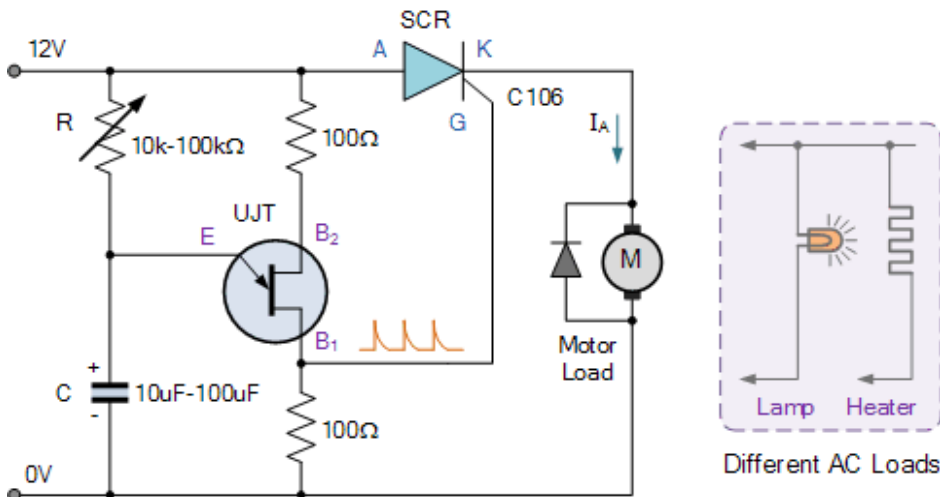 SCR
12V
A
K
C106
G
R
10k-100kΩ
100Ω
I_A
UJT
E
B₂
M
B₁
Motor
Load
+
C
10uF-100uF
-
100Ω
0V
Lamp
Heater
Different AC Loads